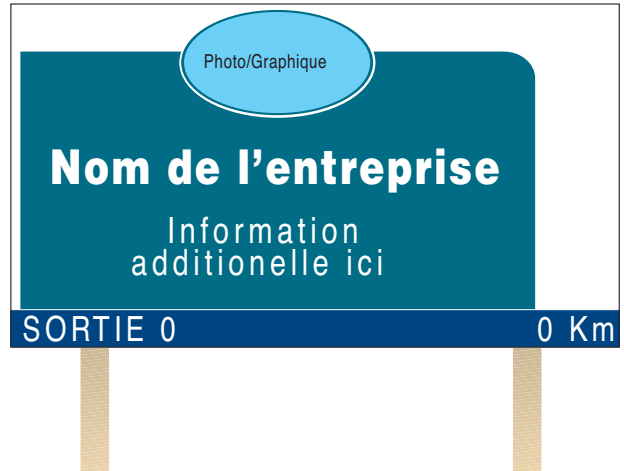 Photo/Graphique
Nom de l’entreprise
Information
additionelle ici
SORTIE 0 0 Km